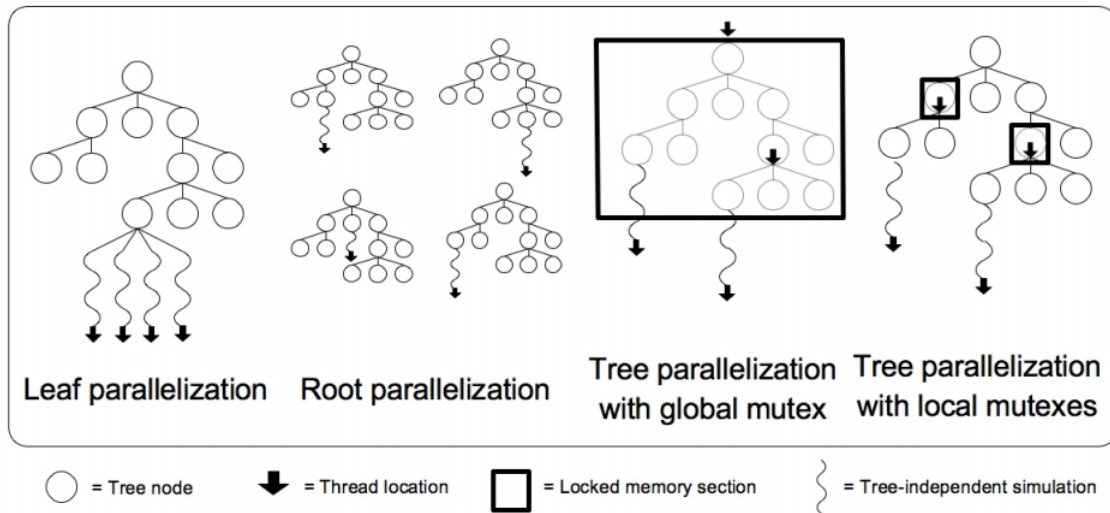 Leaf parallelization
Root parallelization
Tree parallelization
with global mutex
Tree parallelization
with local mutexes
= Tree node
= Thread location
= Locked memory section
= Tree-independent simulation